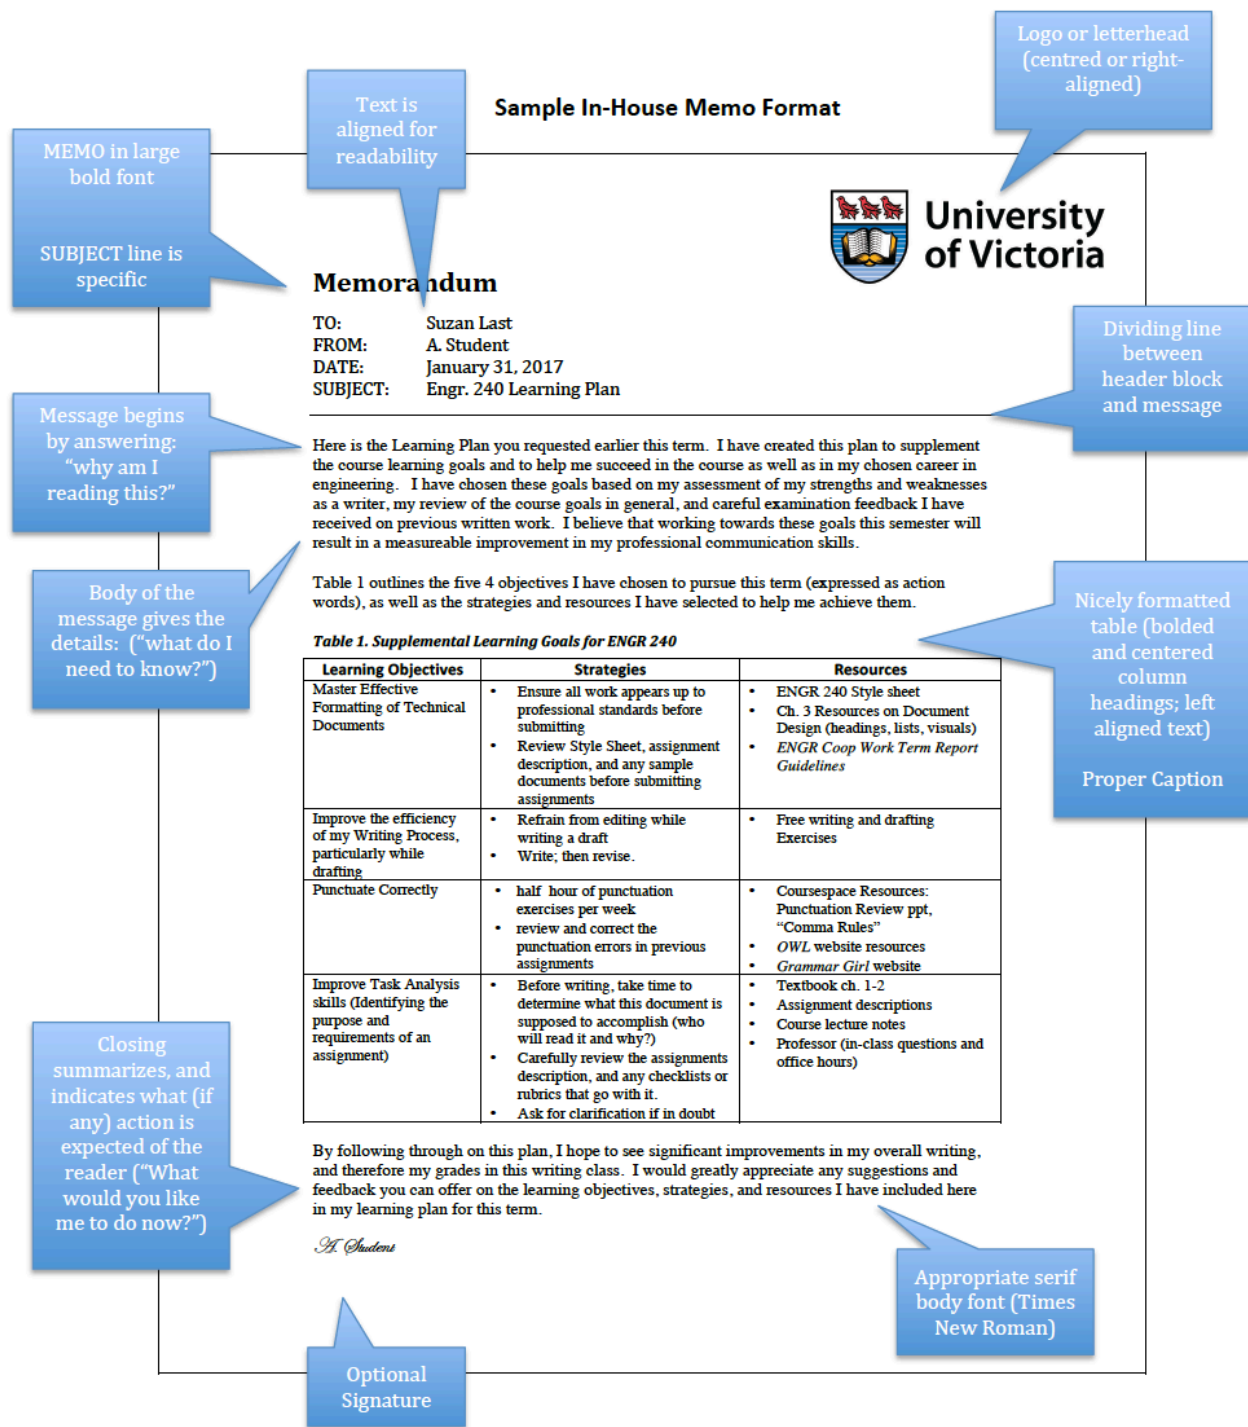 Logo or letterhead
(centred or right-
aligned)
Text is
aligned for
readability
Sample In-House Memo Format
MEMO in large
bold font
SUBJECT line is
specific
University
of Victoria
Memorandum
TO: Suzan Last
FROM: A. Student
DATE: January 31, 2017
SUBJECT: Engr. 240 Learning Plan
Dividing line
between
header block
and message
Message begins
by answering:
“why am I
reading this?”
Here is the Learning Plan you requested earlier this term. I have created this plan to supplement
the course learning goals and to help me succeed in the course as well as in my chosen career in
engineering. I have chosen these goals based on my assessment of my strengths and weaknesses
as a writer, my review of the course goals in general, and careful examination feedback I have
received on previous written work. I believe that working towards these goals this semester will
result in a measureable improvement in my professional communication skills.
Body of the
message gives the
details: (“what do I
need to know?”)
Table 1 outlines the five 4 objectives I have chosen to pursue this term (expressed as action
words), as well as the strategies and resources I have selected to help me achieve them.
Nicely formatted
table (bolded
and centered
column
headings; left
aligned text)
Proper Caption
Table 1. Supplemental Learning Goals for ENGR 240
Learning Objectives Strategies Resources
Master Effective
Formatting of Technical
Documents
• Ensure all work appears up to
professional standards before
submitting
• Review Style Sheet, assignment
description, and any sample
documents before submitting
assignments
• ENGR 240 Style sheet
• Ch. 3 Resources on Document
Design (headings, lists, visuals)
• ENGR Coop Work Term Report
Guidelines
Improve the efficiency
of my Writing Process,
particularly while
drafting
• Refrain from editing while
writing a draft
• Write; then revise.
• Free writing and drafting
Exercises
Punctuate Correctly
• half hour of punctuation
exercises per week
• review and correct the
punctuation errors in previous
assignments
• Coursespace Resources:
Punctuation Review ppt,
“Comma Rules”
• OWL website resources
• Grammar Girl website
Improve Task Analysis
skills (Identifying the
purpose and
requirements of an
assignment)
• Before writing, take time to
determine what this document is
supposed to accomplish (who
will read it and why?)
• Carefully review the assignments
description, and any checklists or
rubrics that go with it.
• Ask for clarification if in doubt
• Textbook ch. 1-2
• Assignment descriptions
• Course lecture notes
• Professor (in-class questions and
office hours)
Closing
summarizes, and
indicates what (if
any) action is
expected of the
reader (“What
would you like
me to do now?”)
By following through on this plan, I hope to see significant improvements in my overall writing,
and therefore my grades in this writing class. I would greatly appreciate any suggestions and
feedback you can offer on the learning objectives, strategies, and resources I have included here
in my learning plan for this term.
A. Student
Appropriate serif
body font (Times
New Roman)
Optional
Signature